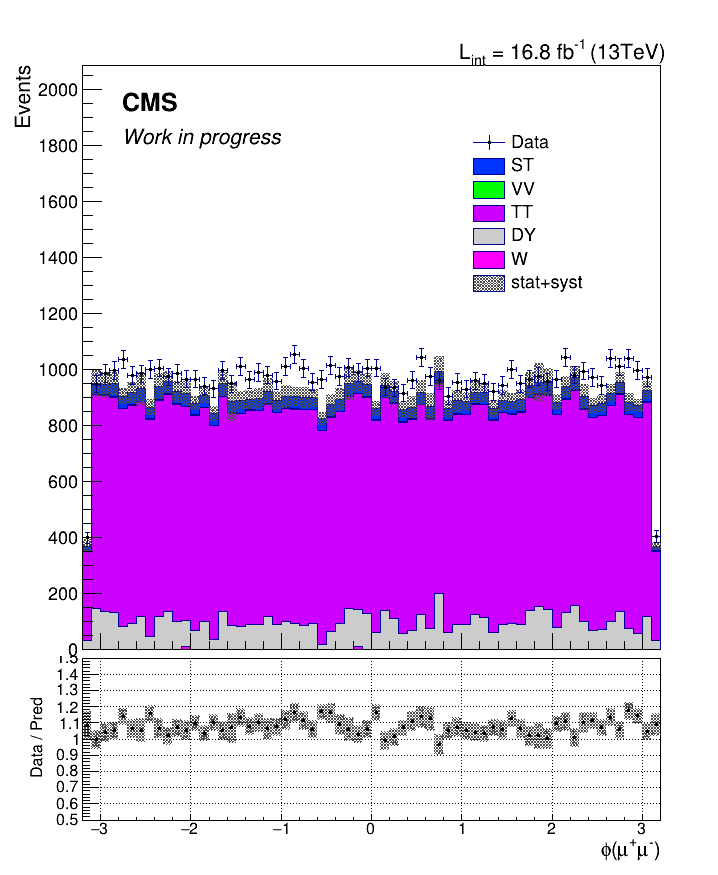 L_int = 16.8 fb^-1 (13TeV)
Events
CMS
Work in progress
Data
ST
VV
TT
DY
W
stat+syst
2000
1800
1600
1400
1200
1000
800
600
400
200
0
Data / Pred
1.5
1.4
1.3
1.2
1.1
1
0.9
0.8
0.7
0.6
0.5
−3 −2 −1 0 1 2 3
ϕ(μ⁺μ⁻)